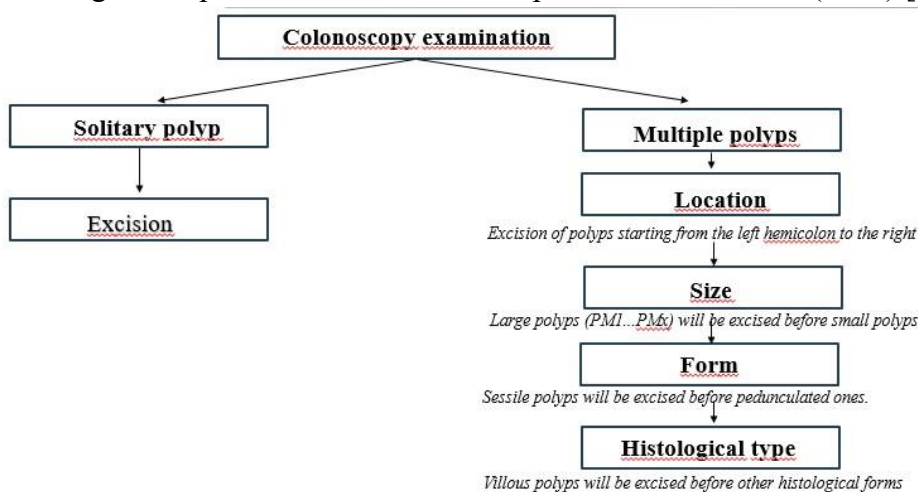 Colonoscopy examination
Solitary polyp
Multiple polyps
Excision
Location
Excision of polyps starting from the left hemicolon to the right
Size
Large polyps (PM1...PMx) will be excised before small polyps
Form
Sessile polyps will be excised before pedunculated ones.
Histological type
Villous polyps will be excised before other histological forms